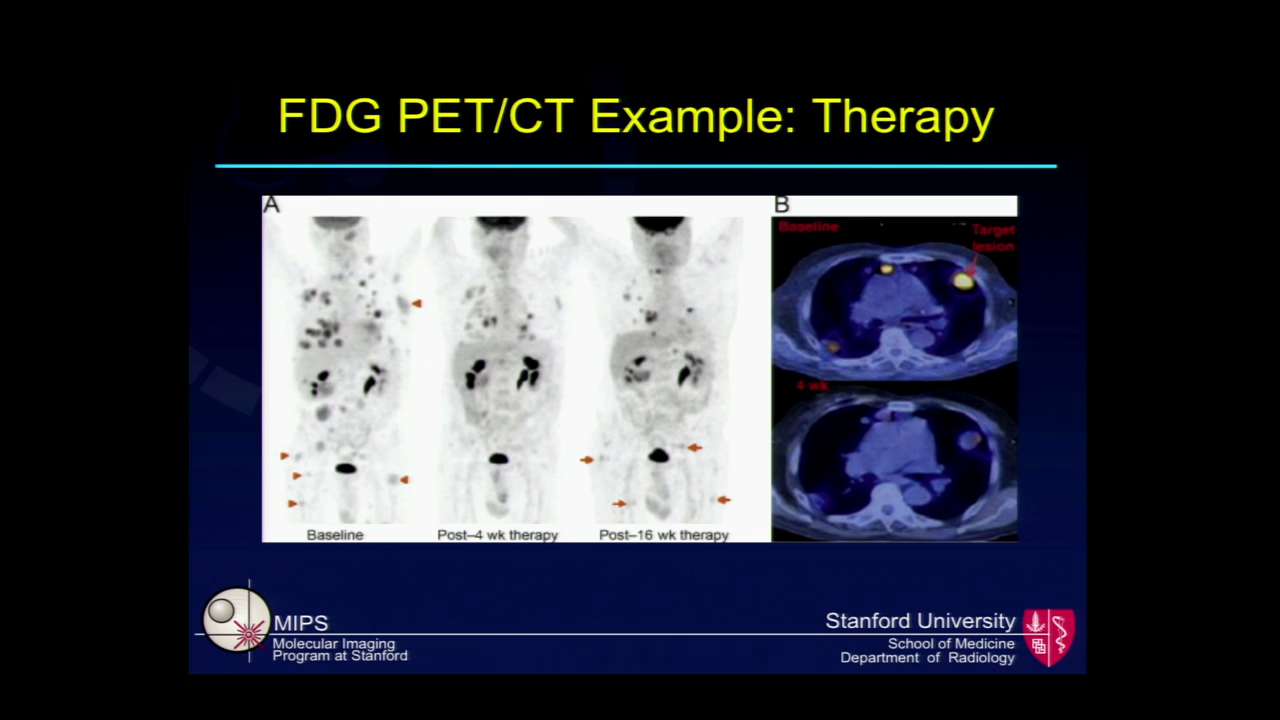 FDG PET/CT Example: Therapy
A
B
Baseline
Target
lesion
4 wk
Baseline
Post–4 wk therapy
Post–16 wk therapy
MIPS
Molecular Imaging
Program at Stanford
Stanford University
School of Medicine
Department of Radiology